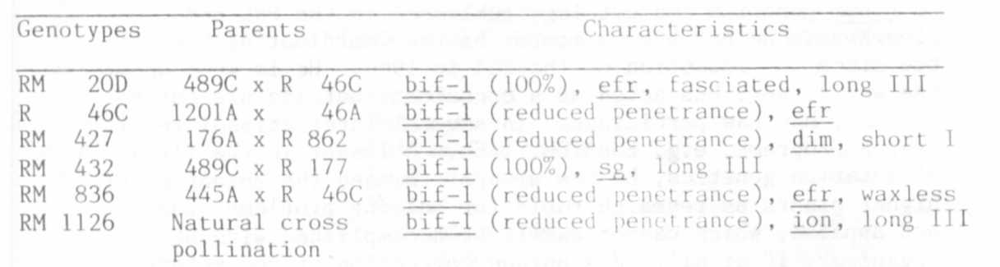 Genotypes Parents Characteristics
RM 20D 489C x R 46C bif-1 (100%), efr, fasciated, long III
R 46C 1201A x 46A bif-1 (reduced penetrance), efr
RM 427 176A x R 862 bif-1 (reduced penetrance), dim, short I
RM 432 489C x R 177 bif-1 (100%), sg, long III
RM 836 445A x R 46C bif-1 (reduced penetrance), efr, waxless
RM 1126 Natural cross bif-1 (reduced penetrance), ion, long III
pollination